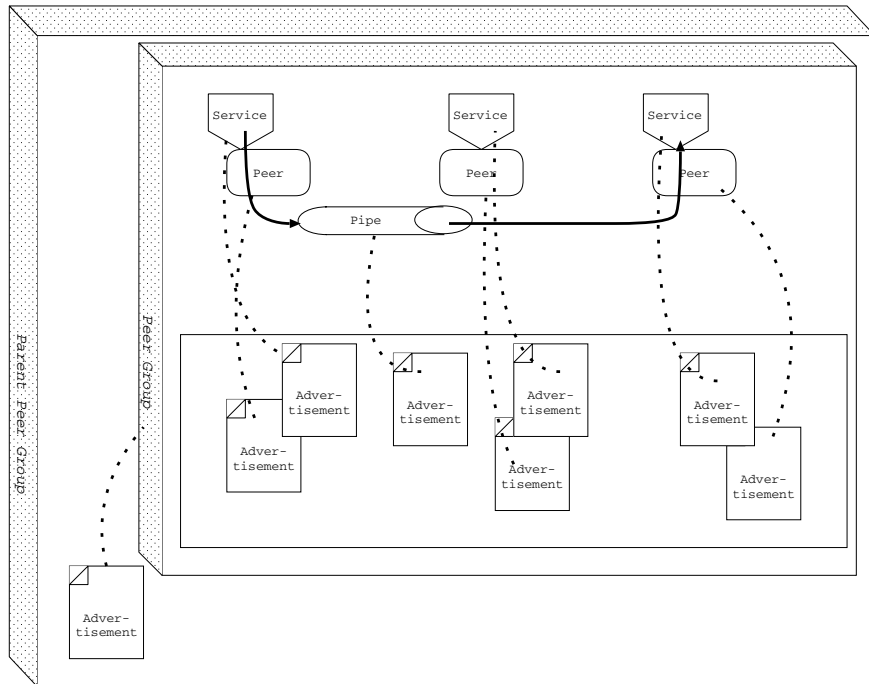 Service
Service
Service
Peer
Peer
Peer
Pipe
Parent Peer Group
Peer Group
Adver-
tisement
Adver-
tisement
Adver-
tisement
Adver-
tisement
Adver-
tisement
Adver-
tisement
Adver-
tisement
Adver-
tisement